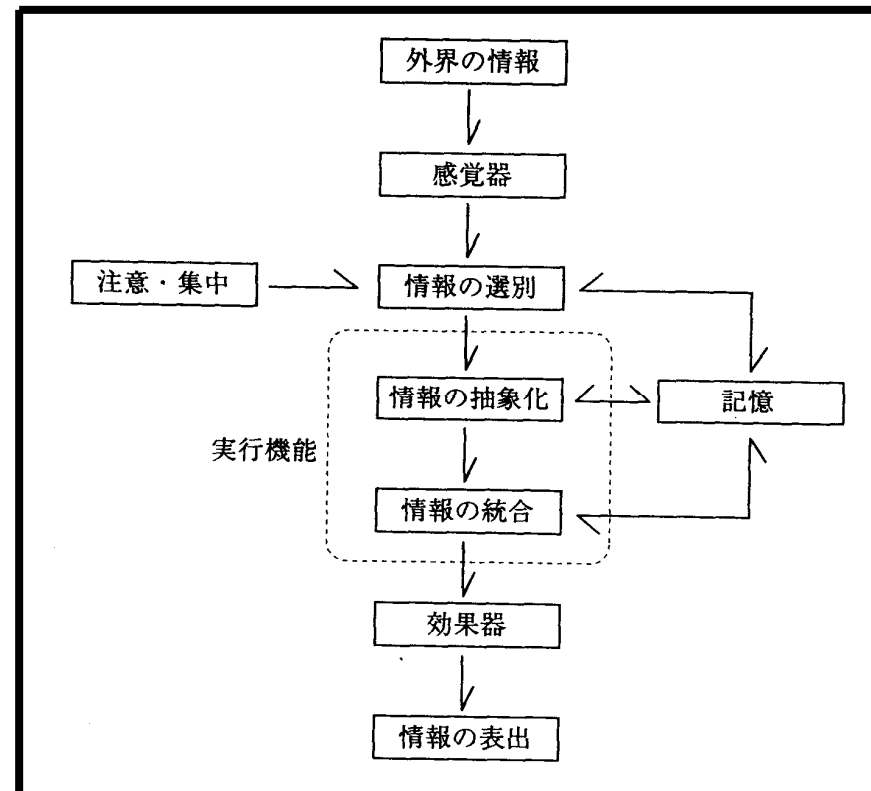 外界の情報
感覚器
注意・集中
情報の選別
情報の抽象化
記憶
実行機能
情報の統合
効果器
情報の表出